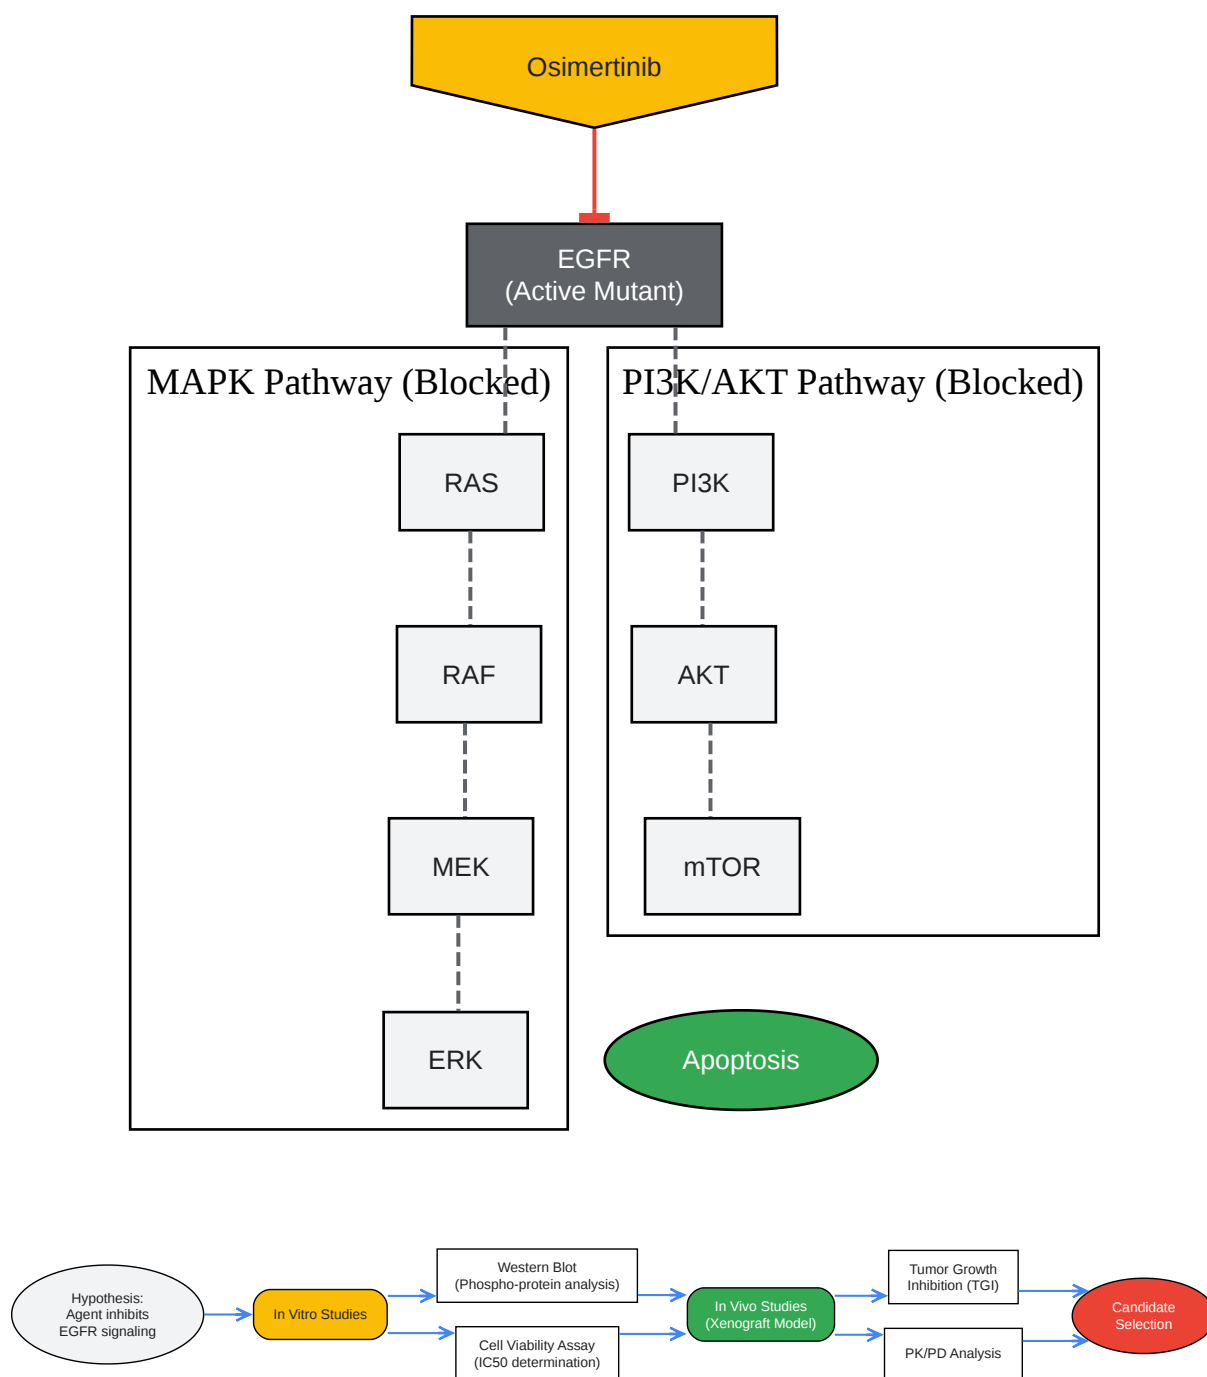 Osimertinib
EGFR
(Active Mutant)
MAPK Pathway (Blocked)
PI3K/AKT Pathway (Blocked)
RAS
PI3K
RAF
AKT
MEK
mTOR
ERK
Apoptosis
Hypothesis:
Agent inhibits
EGFR signaling
In Vitro Studies
Western Blot
(Phospho-protein analysis)
Cell Viability Assay
(IC50 determination)
In Vivo Studies
(Xenograft Model)
Tumor Growth
Inhibition (TGI)
PK/PD Analysis
Candidate
Selection